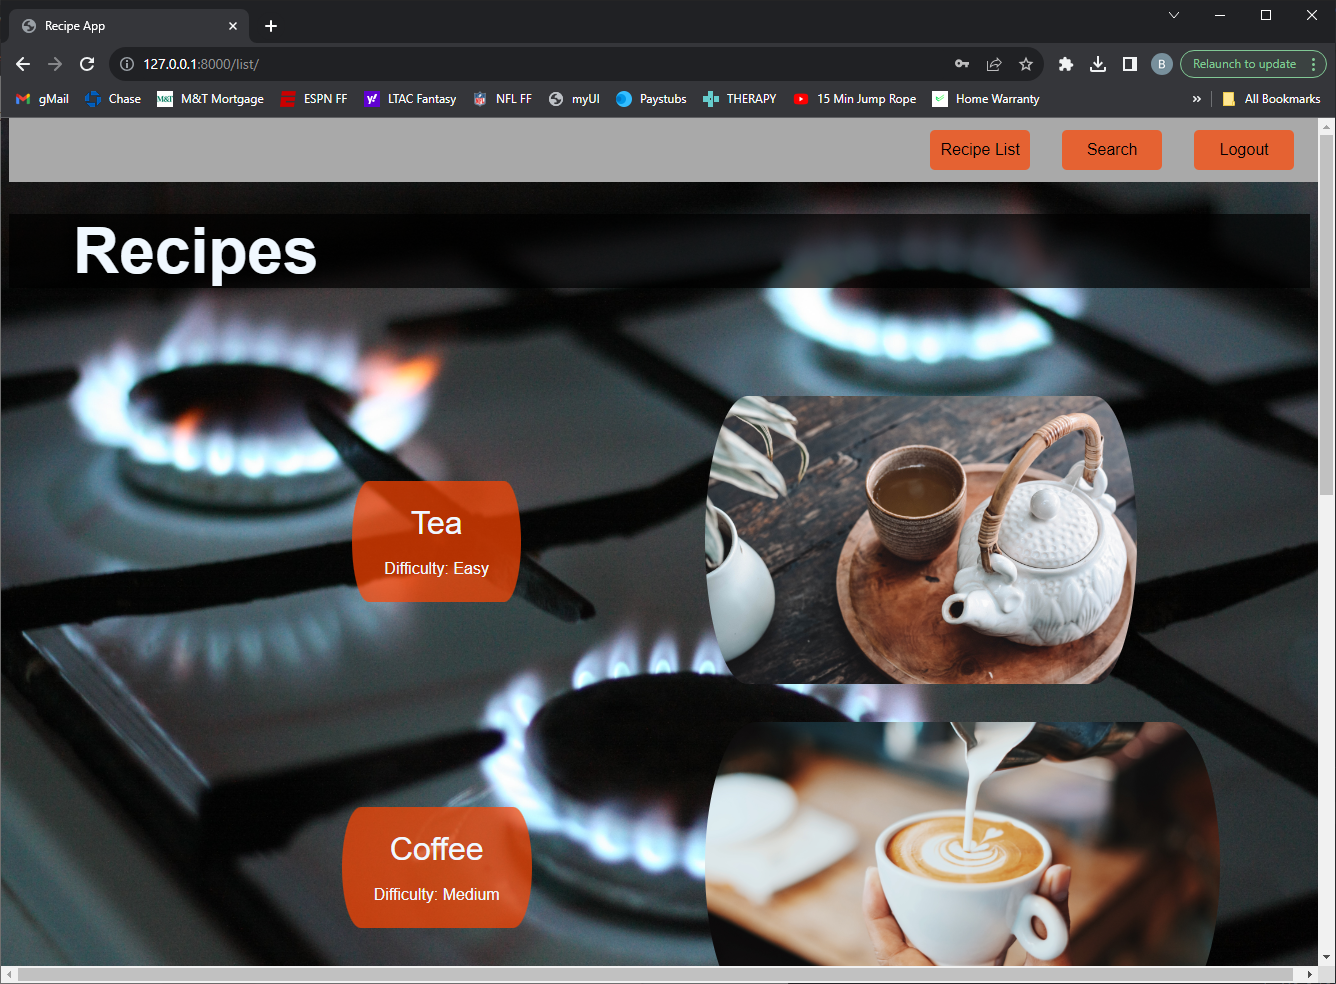 Recipe App
127.0.0.1:8000/list/
B
Relaunch to update
gMail
Chase
M&T
M&T Mortgage
ESPN FF
y!
LTAC Fantasy
NFL FF
myUI
Paystubs
THERAPY
15 Min Jump Rope
Home Warranty
»
All Bookmarks
Recipe List
Search
Logout
Recipes
Tea
Difficulty: Easy
Coffee
Difficulty: Medium